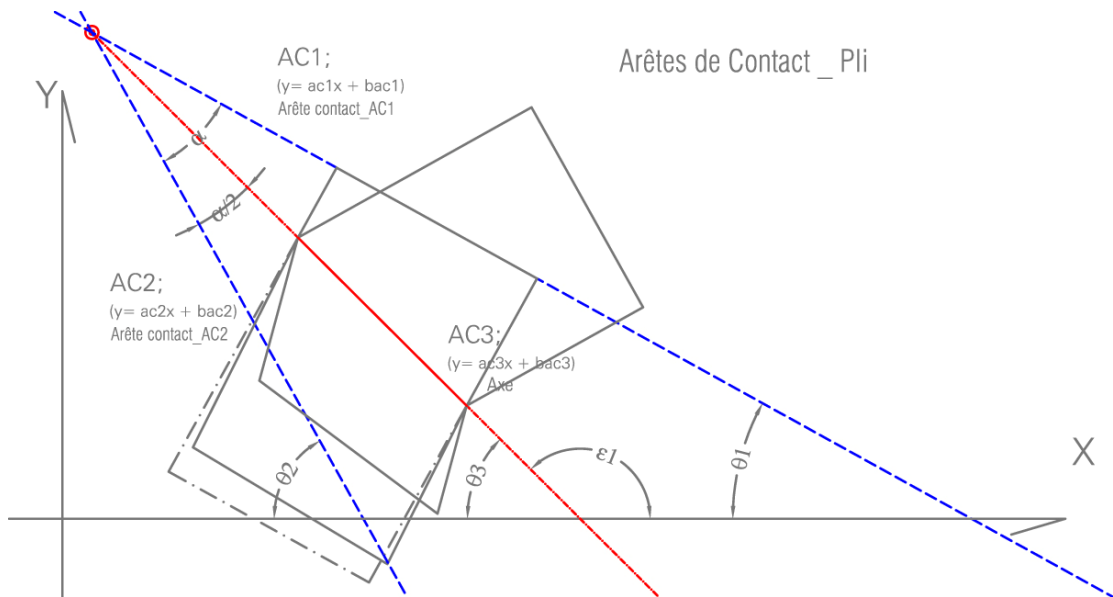 Arêtes de Contact _ Pli
AC1;
(y= ac1x + bac1)
Arête contact_AC1
Y
α
α/2
AC2;
(y= ac2x + bac2)
Arête contact_AC2
AC3;
(y= ac3x + bac3)
Axe
θ2
θ3
ε1
θ1
X